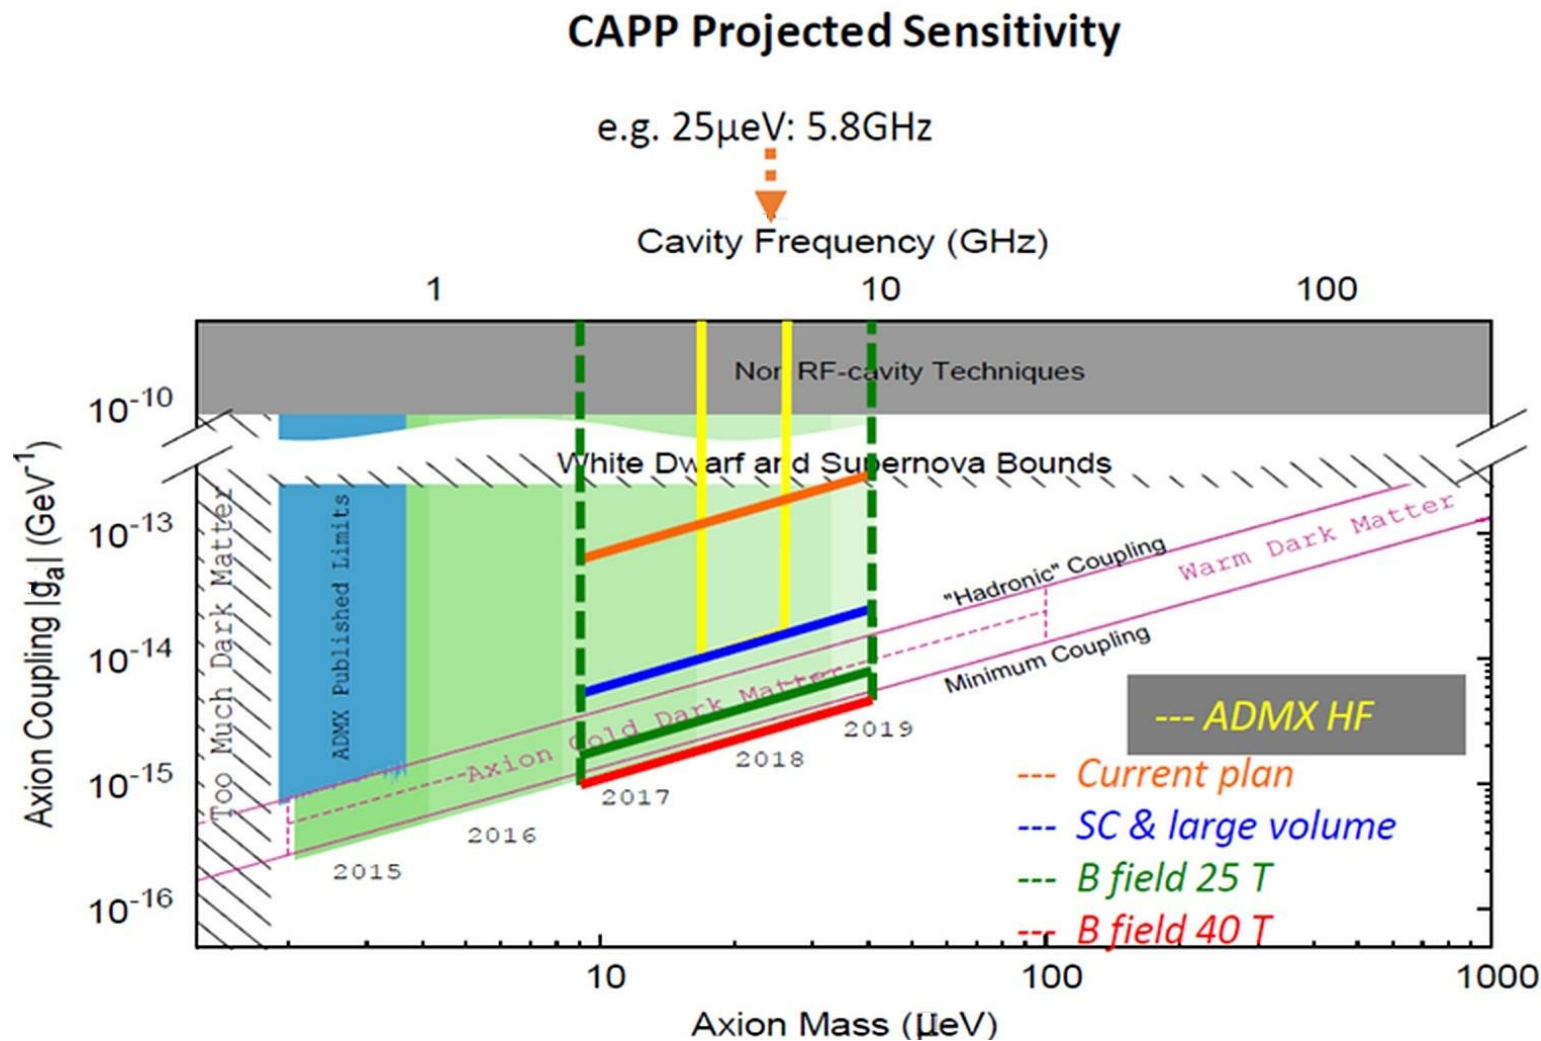 CAPP Projected Sensitivity
e.g. 25µeV: 5.8GHz
Cavity Frequency (GHz)
1 10 100
Non RF-cavity Techniques
10-10
White Dwarf and Supernova Bounds
10-13
10-14
10-15
10-16
Axion Coupling |ga| (GeV-1)
Too Much Dark Matter
ADMX Published Limits
Axion Cold Dark Matter
"Hadronic" Coupling
Warm Dark Matter
Minimum Coupling
2015
2016
2017
2018
2019
--- ADMX HF
--- Current plan
--- SC & large volume
--- B field 25 T
--- B field 40 T
10 100 1000
Axion Mass (µeV)